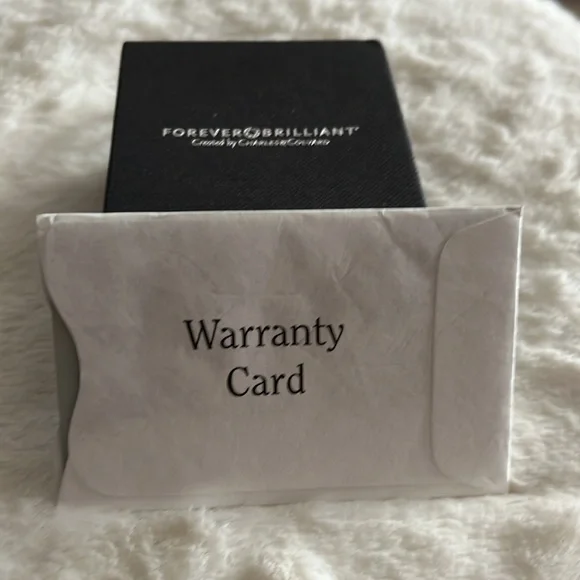 FOREVER BRILLIANT®
Created by CHARLES & COLVARD
Warranty
Card